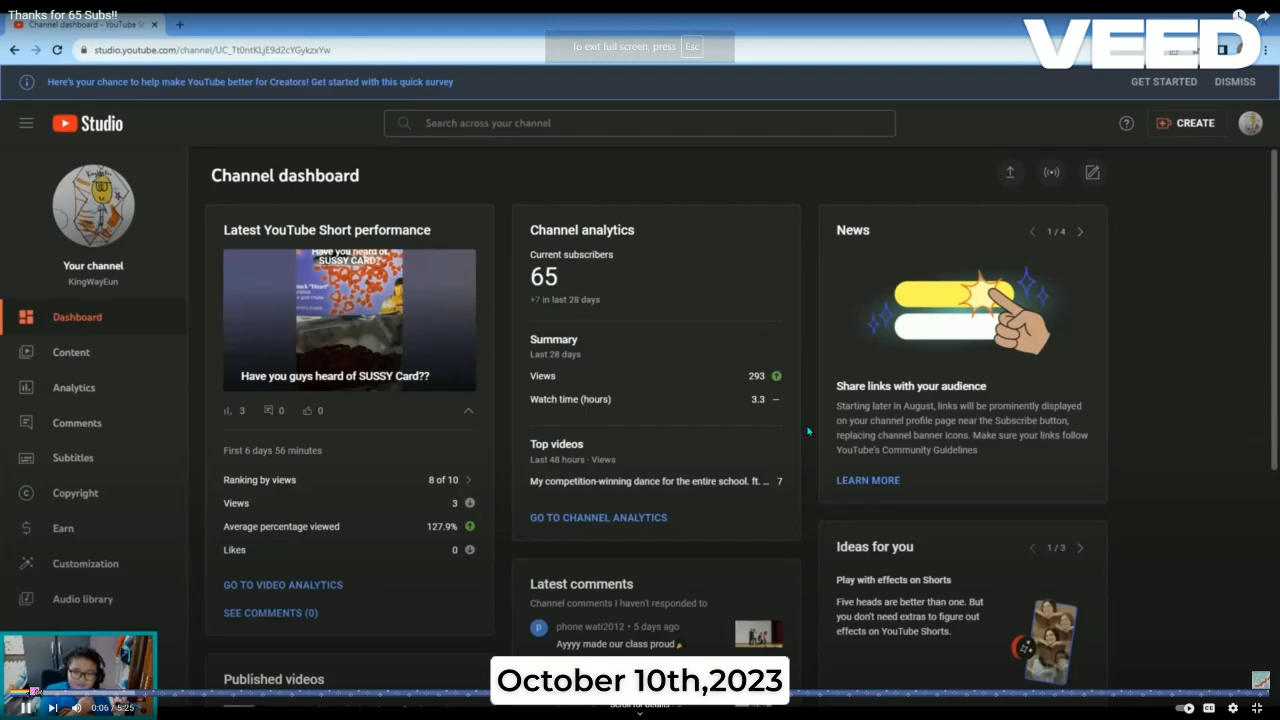 Thanks for 65 Subs!!
Channel dashboard - YouTube St
studio.youtube.com/channel/UC_Tt0ntKLjE9d2cYGykzxYw
To exit full screen, press Esc
VEED
Here's your chance to help make YouTube better for Creators! Get started with this quick survey
GET STARTED
DISMISS
Studio
Search across your channel
CREATE
Your channel
KingWayEun
Dashboard
Content
Analytics
Comments
Subtitles
Copyright
Earn
Customization
Audio library
Channel dashboard
Latest YouTube Short performance
Have you heard of
SUSSY CARD?
Have you guys heard of SUSSY Card??
3 0 0
First 6 days 56 minutes
Ranking by views 8 of 10
Views 3
Average percentage viewed 127.9%
Likes 0
GO TO VIDEO ANALYTICS
SEE COMMENTS (0)
Published videos
Channel analytics
Current subscribers
65
+7 in last 28 days
Summary
Last 28 days
Views 293
Watch time (hours) 3.3 –
Top videos
Last 48 hours · Views
My competition-winning dance for the entire school. ft. ... 7
GO TO CHANNEL ANALYTICS
Latest comments
Channel comments I haven't responded to
p
phone wati2012 • 5 days ago
Ayyyy made our class proud🎉
October 10th,2023
Scroll for details
News
1 / 4
Share links with your audience
Starting later in August, links will be prominently displayed
on your channel profile page near the Subscribe button,
replacing channel banner icons. Make sure your links follow
YouTube's Community Guidelines
LEARN MORE
Ideas for you
1 / 3
Play with effects on Shorts
Five heads are better than one. But
you don't need extras to figure out
effects on YouTube Shorts.
0:06 / 5:25